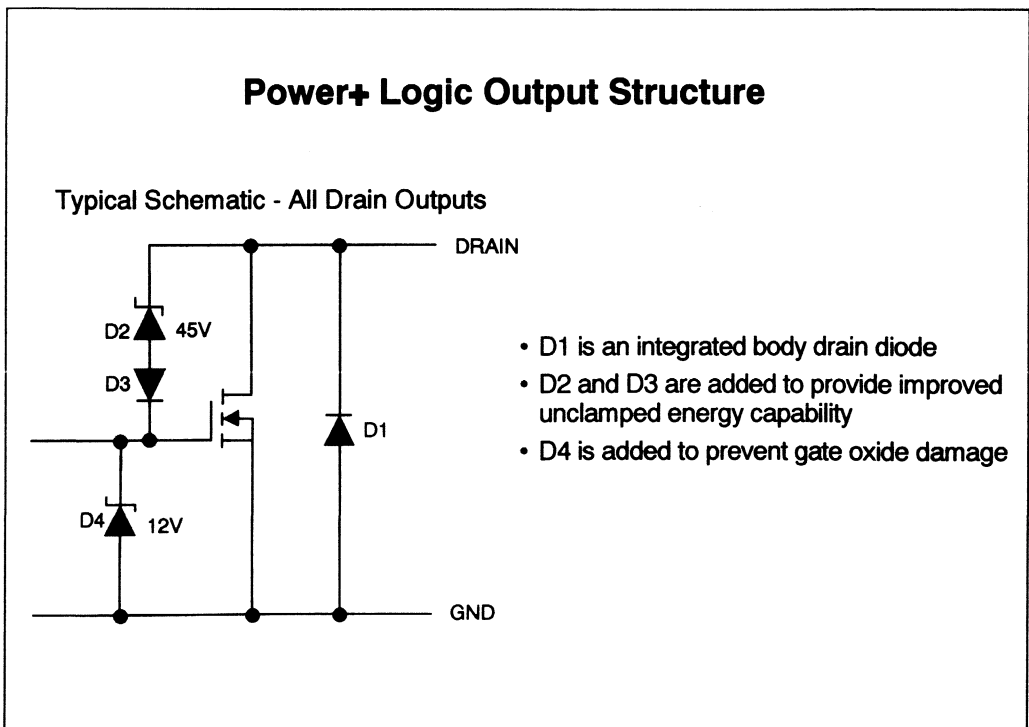 Power+ Logic Output Structure
Typical Schematic - All Drain Outputs
DRAIN
D2 45V
D3
D1
D4 12V
GND
• D1 is an integrated body drain diode
• D2 and D3 are added to provide improved
unclamped energy capability
• D4 is added to prevent gate oxide damage